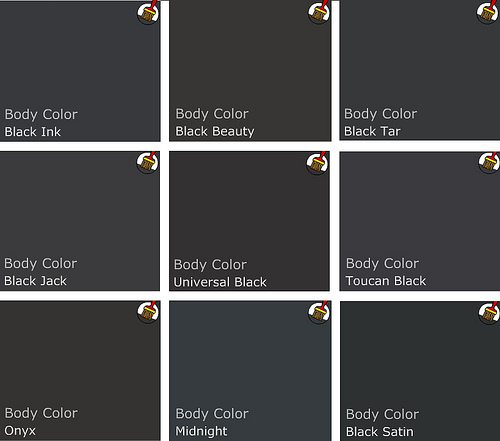 Body Color
Black Ink
Body Color
Black Beauty
Body Color
Black Tar
Body Color
Black Jack
Body Color
Universal Black
Body Color
Toucan Black
Body Color
Onyx
Body Color
Midnight
Body Color
Black Satin